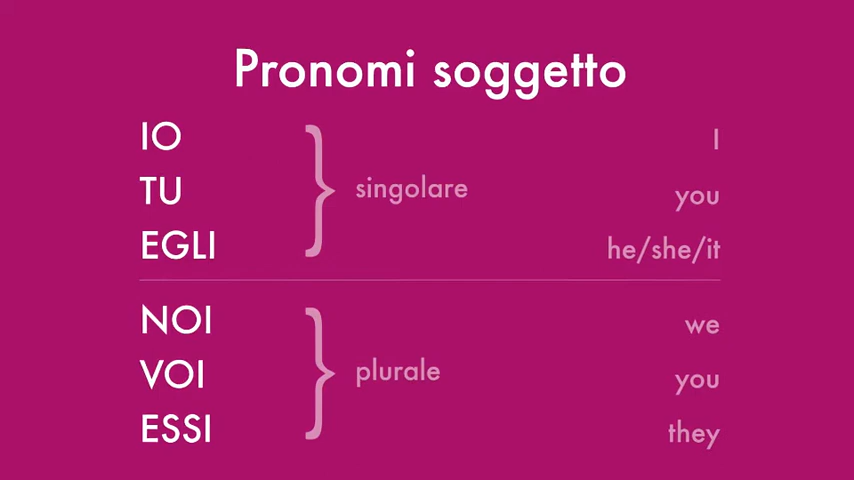 Pronomi soggetto
IO I
TU singolare you
EGLI he/she/it
NOI we
VOI plurale you
ESSI they